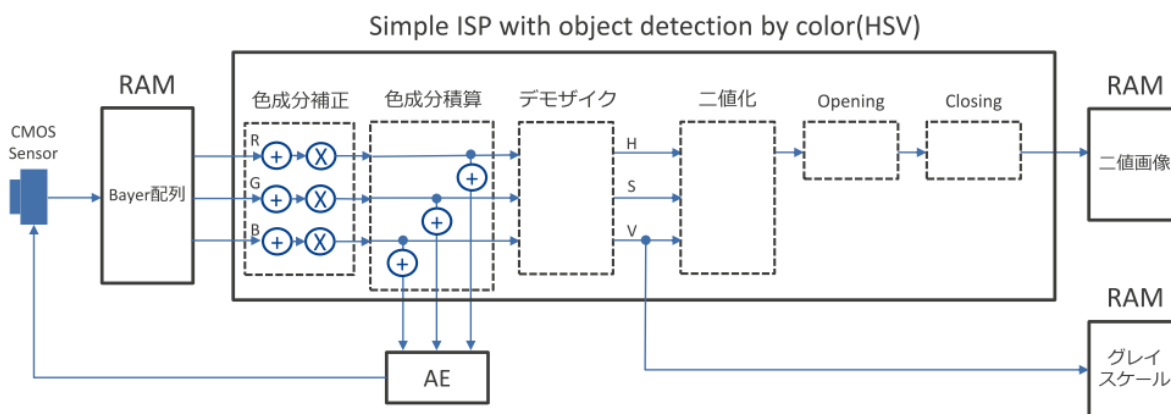 Simple ISP with object detection by color(HSV)
RAM
CMOS
Sensor
Bayer配列
色成分補正
R
+
X
G
+
X
B
+
X
色成分積算
+
+
+
デモザイク
H
S
V
二値化
Opening
Closing
RAM
二値画像
AE
RAM
グレイ
スケール